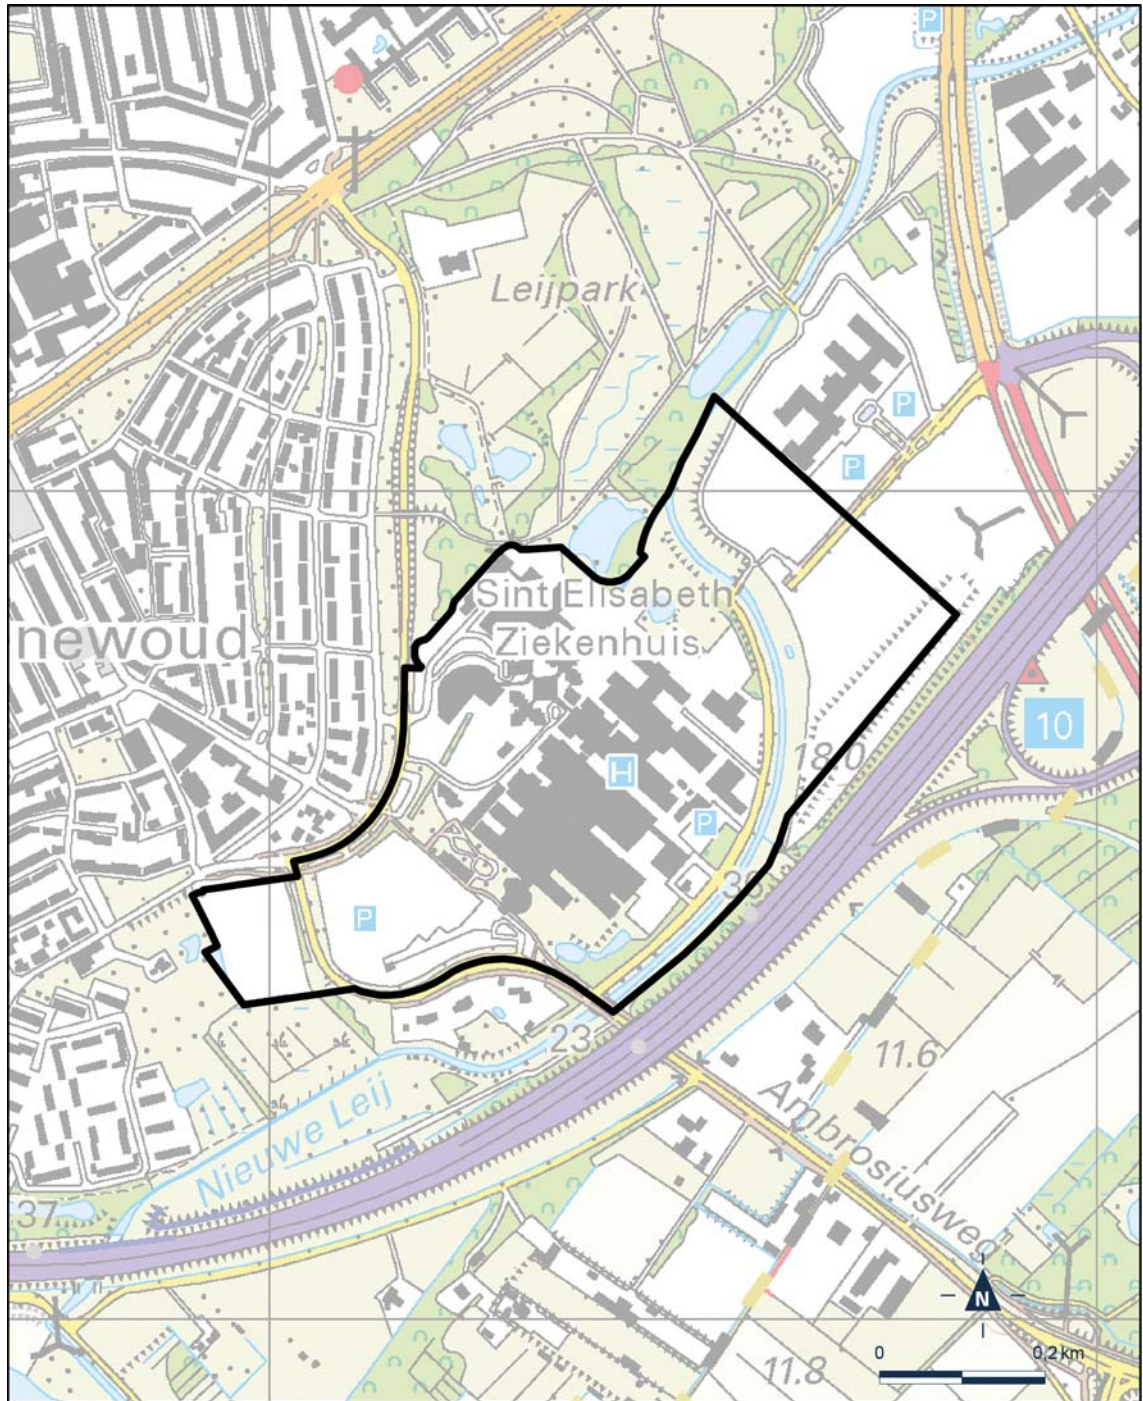 P
Leijpark
P
P
Sint Elisabeth
Ziekenhuis
newoud
10
18.0
H
P
36
P
23
11.6
Nieuwe Leij
Ambrosiusweg
37
N
0
0,2 km
11.8